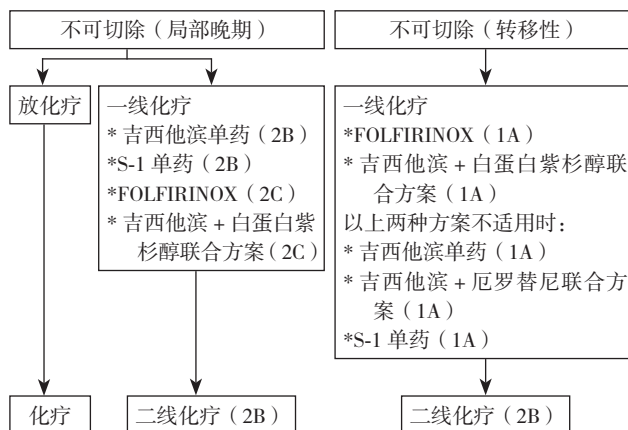 不可切除（局部晚期）
放化疗
一线化疗
* 吉西他滨单药（2B）
*S-1 单药（2B）
*FOLFIRINOX（2C）
* 吉西他滨 + 白蛋白紫
杉醇联合方案（2C）
化疗
二线化疗（2B）
不可切除（转移性）
一线化疗
*FOLFIRINOX（1A）
* 吉西他滨 + 白蛋白紫杉醇联
合方案（1A）
以上两种方案不适用时：
* 吉西他滨单药（1A）
* 吉西他滨 + 厄罗替尼联合方
案（1A）
*S-1 单药（1A）
二线化疗（2B）